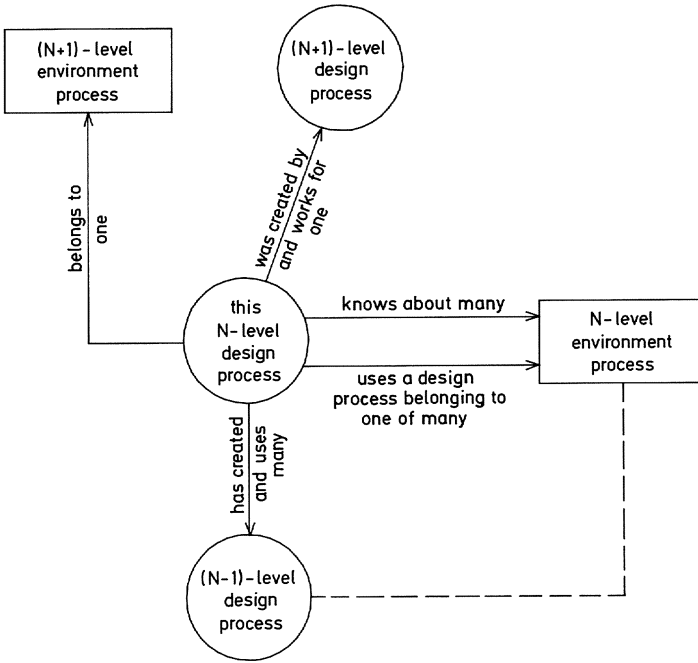 (N+1)-level
environment
process
(N+1)-level
design
process
belongs to
one
was created by
and works for
one
this
N-level
design
process
knows about many
uses a design
process belonging to
one of many
N-level
environment
process
has created
and uses
many
(N-1)-level
design
process